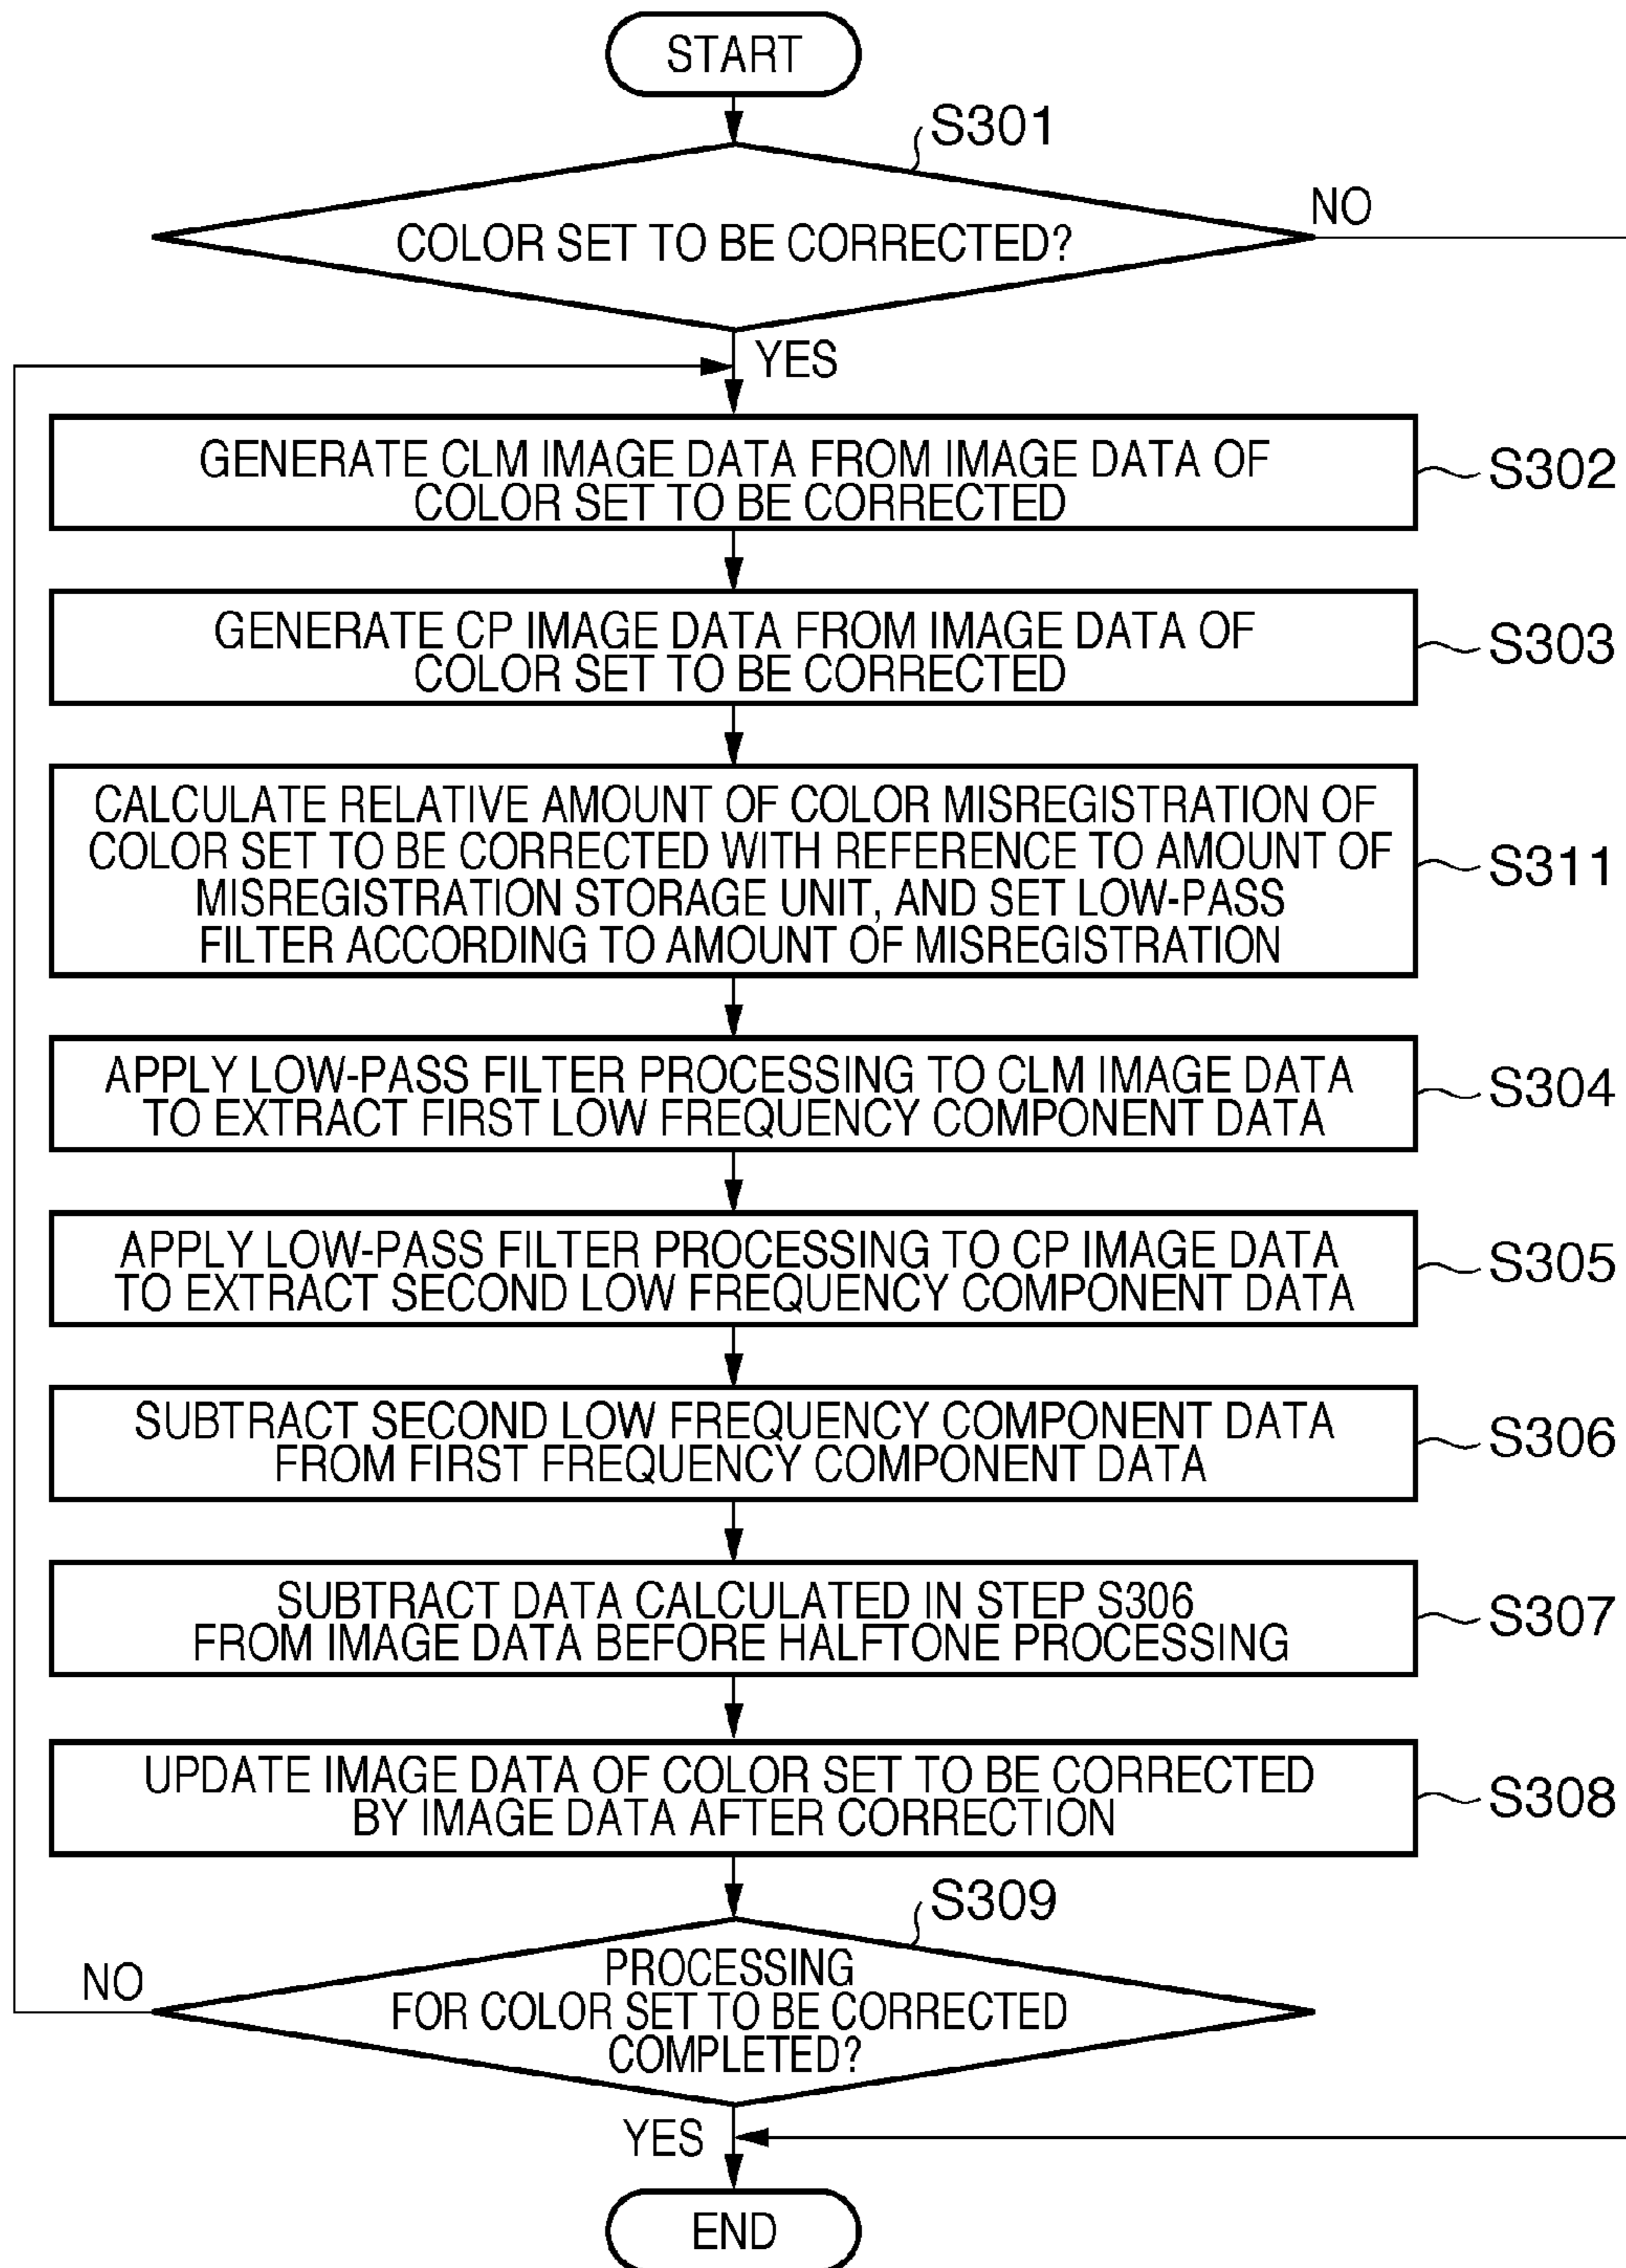 START
S301
COLOR SET TO BE CORRECTED?
NO
YES
GENERATE CLM IMAGE DATA FROM IMAGE DATA OF
COLOR SET TO BE CORRECTED
S302
GENERATE CP IMAGE DATA FROM IMAGE DATA OF
COLOR SET TO BE CORRECTED
S303
CALCULATE RELATIVE AMOUNT OF COLOR MISREGISTRATION OF
COLOR SET TO BE CORRECTED WITH REFERENCE TO AMOUNT OF
MISREGISTRATION STORAGE UNIT, AND SET LOW-PASS
FILTER ACCORDING TO AMOUNT OF MISREGISTRATION
S311
APPLY LOW-PASS FILTER PROCESSING TO CLM IMAGE DATA
TO EXTRACT FIRST LOW FREQUENCY COMPONENT DATA
S304
APPLY LOW-PASS FILTER PROCESSING TO CP IMAGE DATA
TO EXTRACT SECOND LOW FREQUENCY COMPONENT DATA
S305
SUBTRACT SECOND LOW FREQUENCY COMPONENT DATA
FROM FIRST FREQUENCY COMPONENT DATA
S306
SUBTRACT DATA CALCULATED IN STEP S306
FROM IMAGE DATA BEFORE HALFTONE PROCESSING
S307
UPDATE IMAGE DATA OF COLOR SET TO BE CORRECTED
BY IMAGE DATA AFTER CORRECTION
S308
S309
PROCESSING
FOR COLOR SET TO BE CORRECTED
COMPLETED?
NO
YES
END